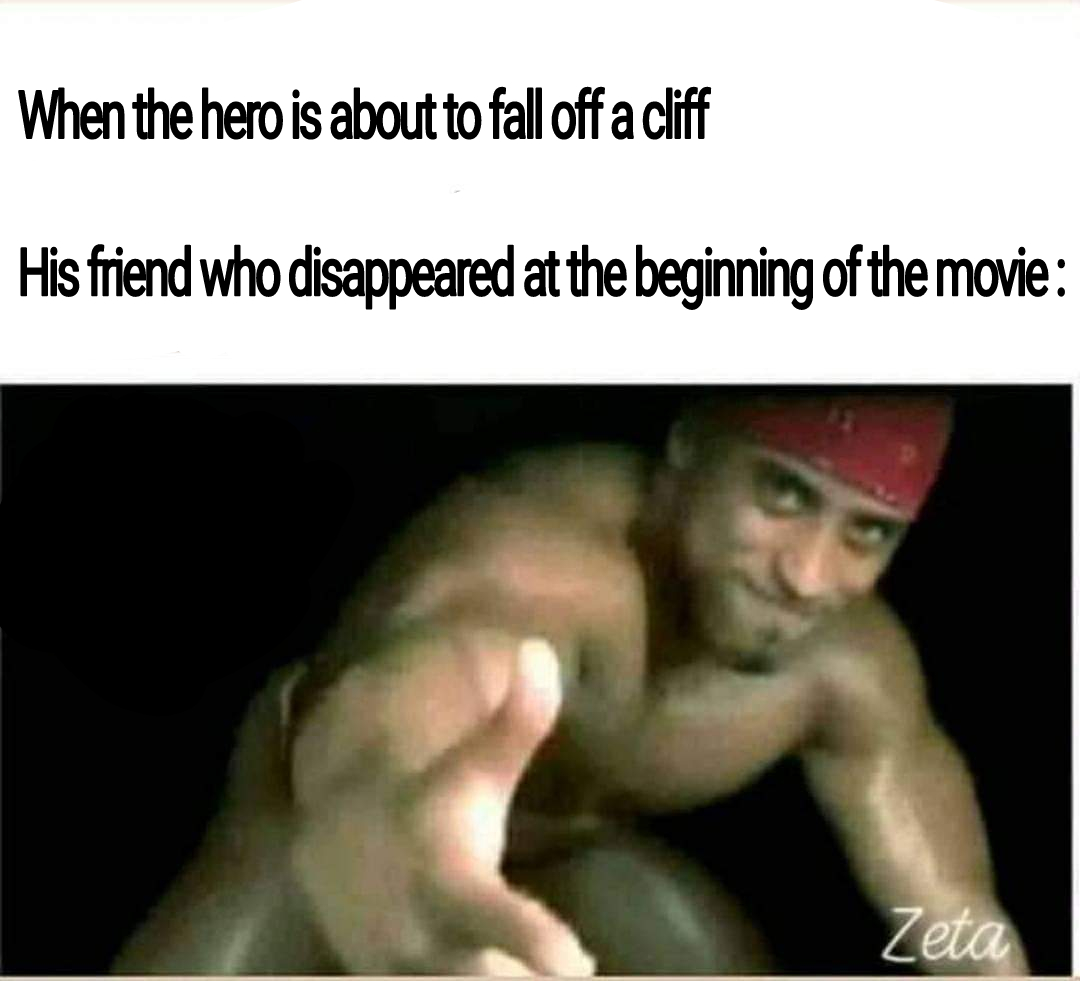 When the hero is about to fall off a cliff
His friend who disappeared at the beginning of the movie :
Zeta